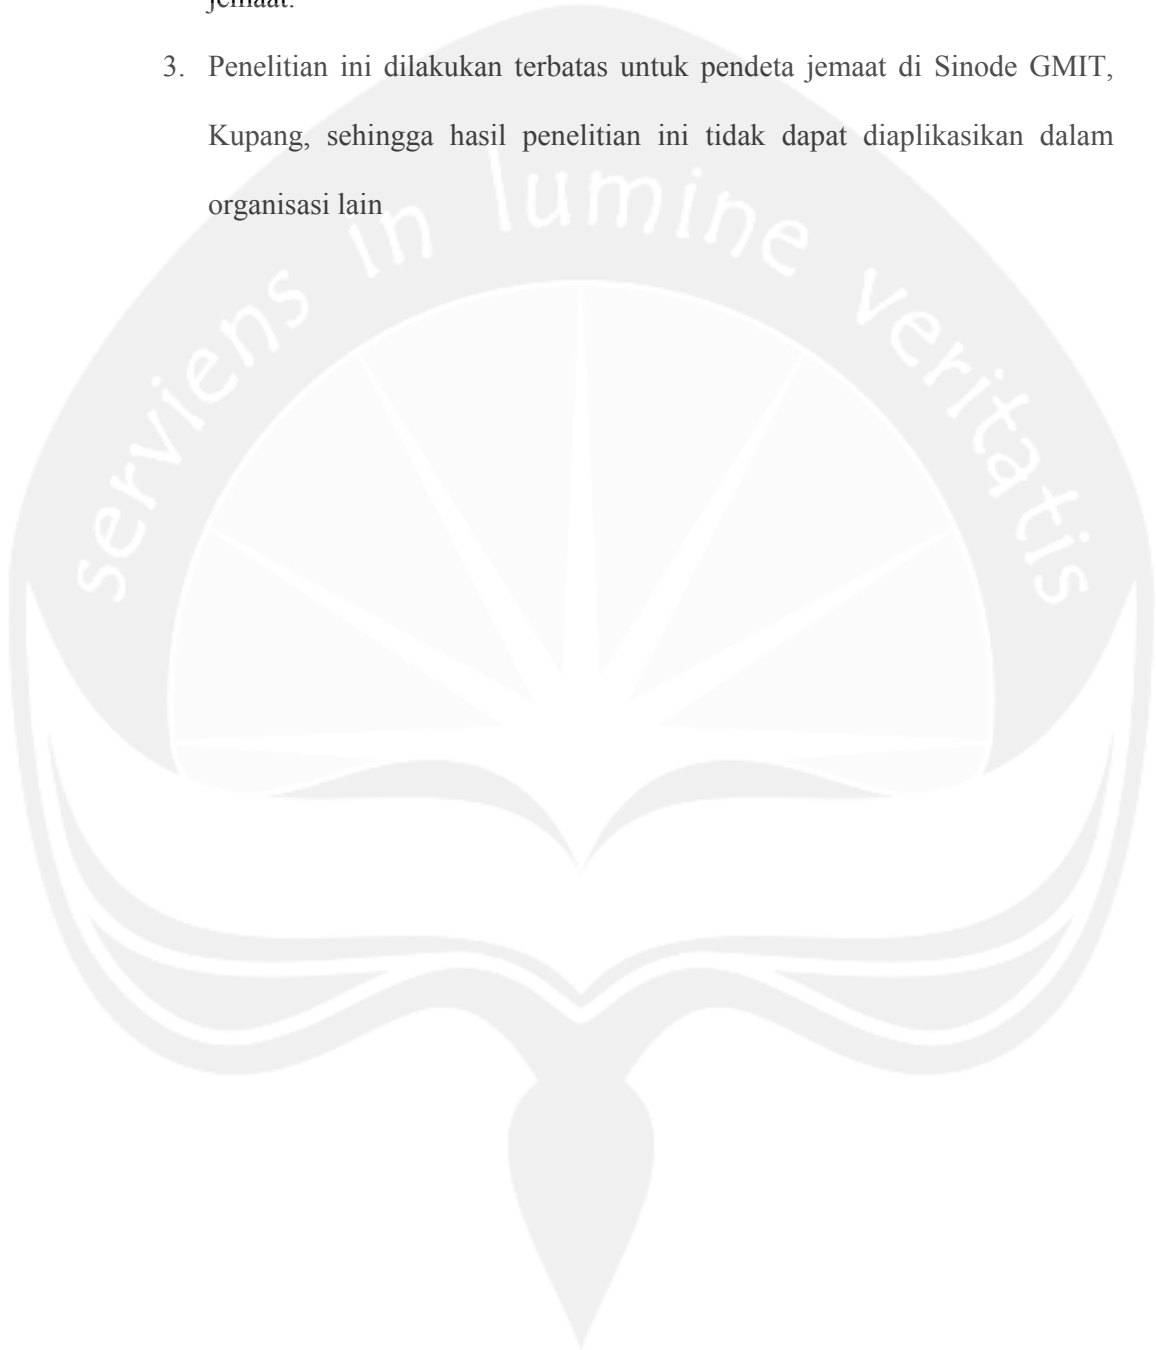 jemaat.
3. Penelitian ini dilakukan terbatas untuk pendeta jemaat di Sinode GMIT,
Kupang, sehingga hasil penelitian ini tidak dapat diaplikasikan dalam
organisasi lain
serviens in lumine veritatis